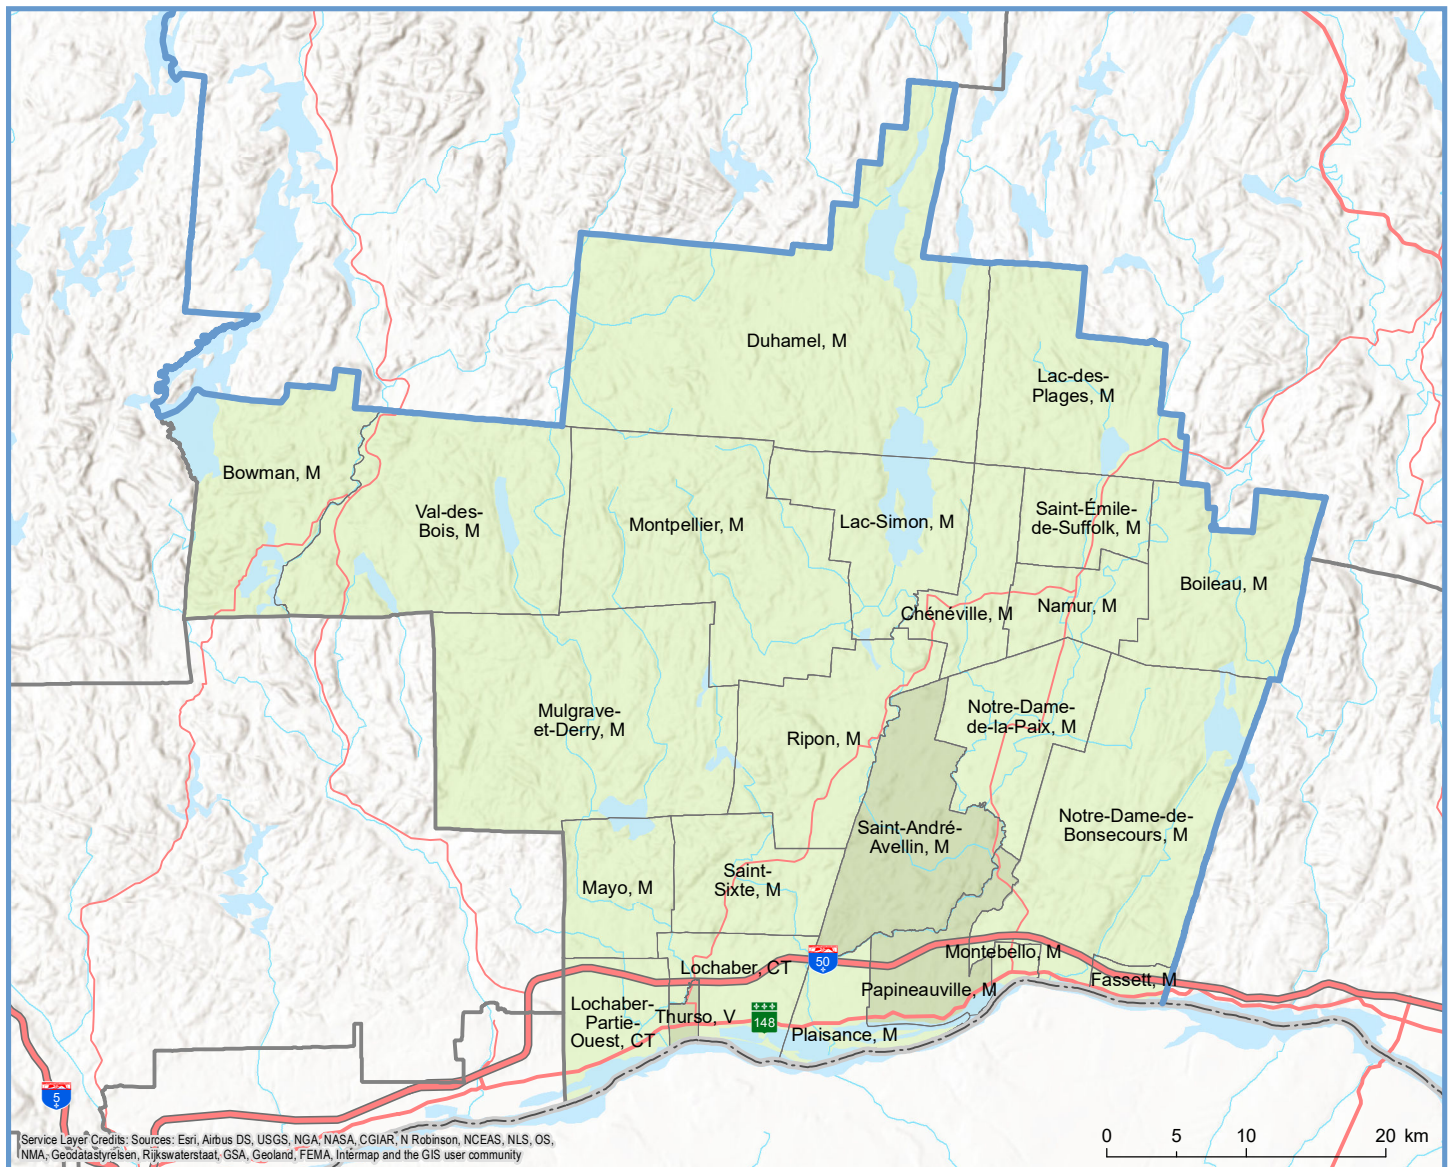 Duhamel, M
Lac-des-
Plages, M
Bowman, M
Val-des-
Bois, M
Montpellier, M
Lac-Simon, M
Saint-Émile-
de-Suffolk, M
Boileau, M
Chénéville, M
Namur, M
Mulgrave-
et-Derry, M
Ripon, M
Notre-Dame-
de-la-Paix, M
Saint-André-
Avellin, M
Notre-Dame-de-
Bonsecours, M
Mayo, M
Saint-
Sixte, M
Montebello, M
50
Lochaber, CT
Fassett, M
Papineauville, M
Lochaber-
Partie-
Ouest, CT
Thurso, V
148
Plaisance, M
5
0 5 10 20 km
Service Layer Credits: Sources: Esri, Airbus DS, USGS, NGA, NASA, CGIAR, N Robinson, NCEAS, NLS, OS,
NMA, Geodatastyrelsen, Rijkswaterstaat, GSA, Geoland, FEMA, Intermap and the GIS user community